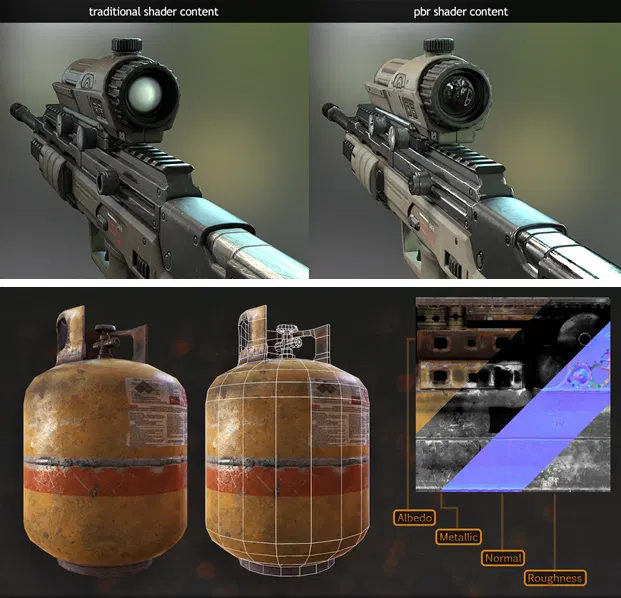 traditional shader content
pbr shader content
Albedo
Metallic
Normal
Roughness